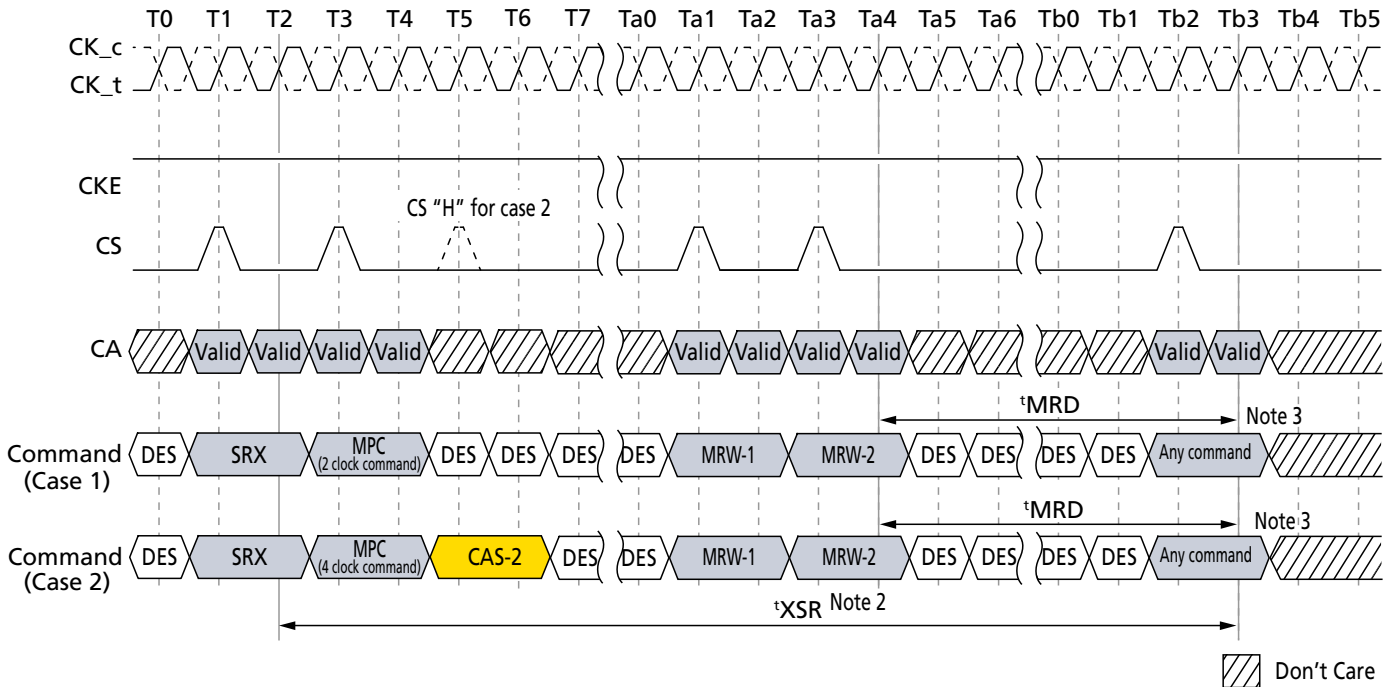 T0 T1 T2 T3 T4 T5 T6 T7 Ta0 Ta1 Ta2 Ta3 Ta4 Ta5 Ta6 Tb0 Tb1 Tb2 Tb3 Tb4 Tb5
CK_c
CK_t
CKE
CS "H" for case 2
CS
CA Valid Valid Valid Valid Valid Valid Valid Valid Valid Valid
tMRD Note 3
Command (Case 1) DES SRX MPC (2 clock command) DES DES DES DES MRW-1 MRW-2 DES DES DES DES Any command
tMRD Note 3
Command (Case 2) DES SRX MPC (4 clock command) CAS-2 DES DES MRW-1 MRW-2 DES DES DES DES Any command
tXSR Note 2
Don't Care